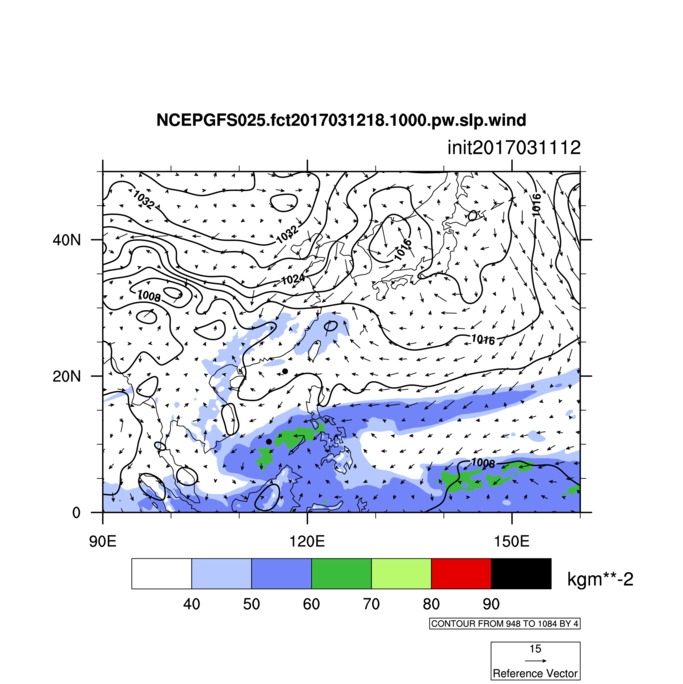 NCEPGFS025.fct2017031218.1000.pw.slp.wind
init2017031112
1032
1016
1032
1016
40N
1024
1008
1016
20N
1008
0
90E 120E 150E
kgm**-2
40 50 60 70 80 90
CONTOUR FROM 948 TO 1084 BY 4
15
Reference Vector